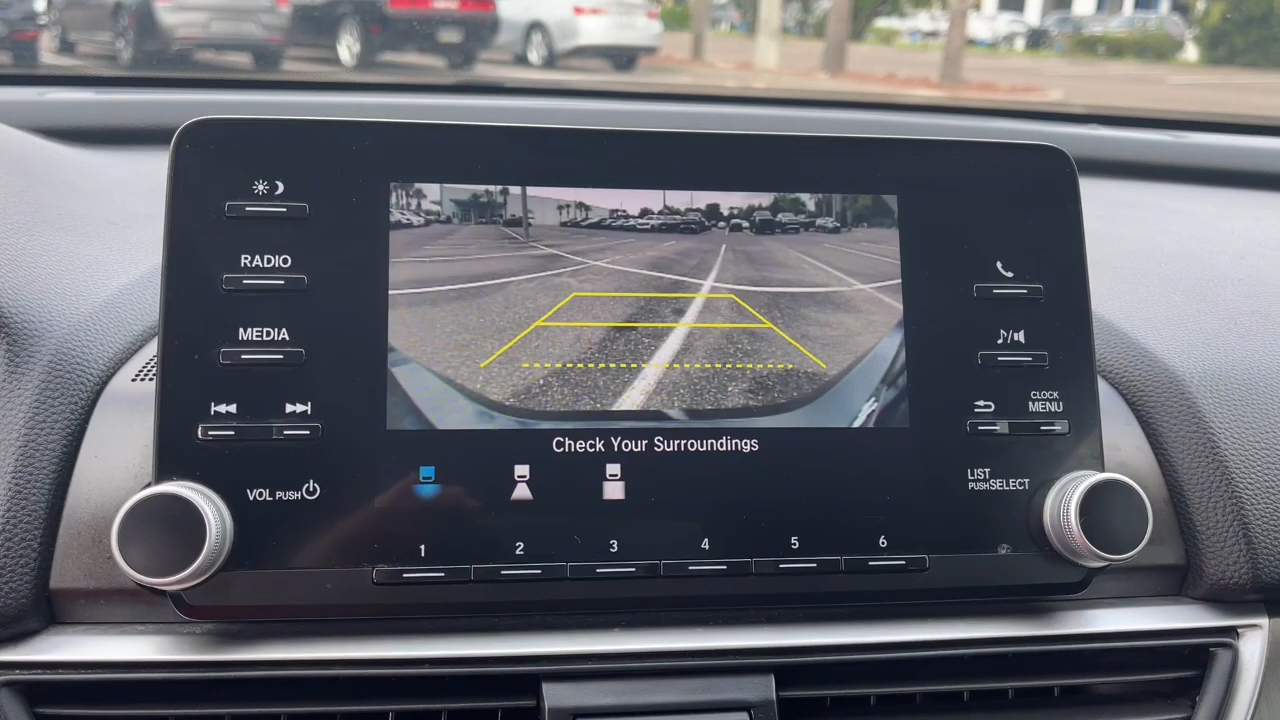 RADIO
MEDIA
VOL PUSH
CLOCK
MENU
LIST
PUSH SELECT
Check Your Surroundings
1 2 3 4 5 6